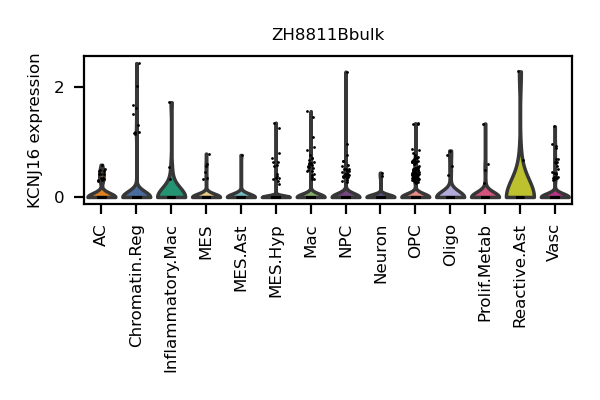 ZH8811Bbulk
KCNJ16 expression
2
0
AC
Chromatin.Reg
Inflammatory.Mac
MES
MES.Ast
MES.Hyp
Mac
NPC
Neuron
OPC
Oligo
Prolif.Metab
Reactive.Ast
Vasc